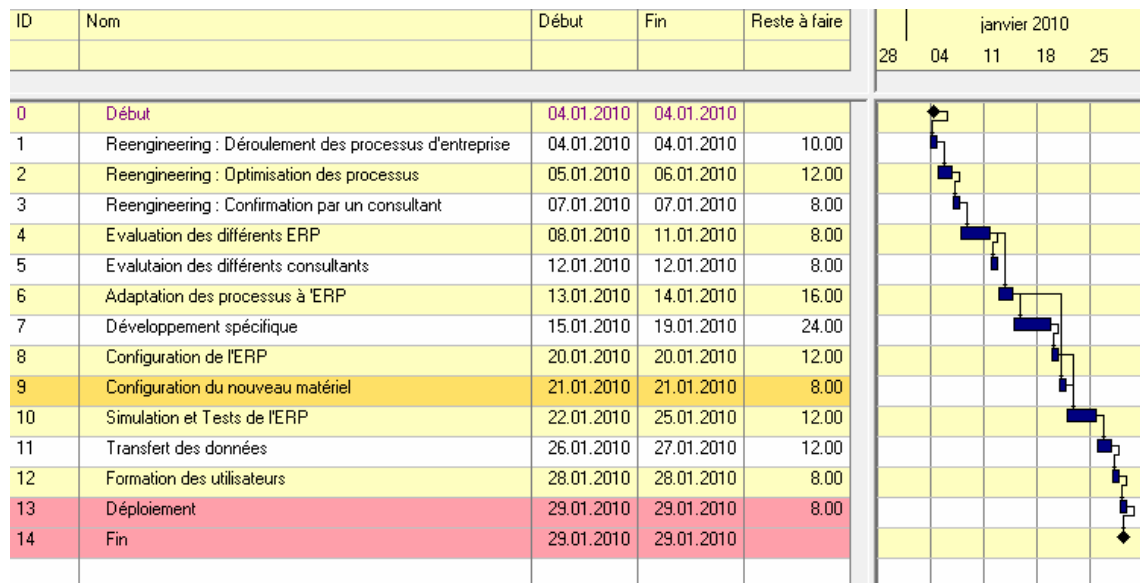 ID Nom Début Fin Reste à faire janvier 2010
28 04 11 18 25
0 Début 04.01.2010 04.01.2010
1 Reengineering : Déroulement des processus d'entreprise 04.01.2010 04.01.2010 10.00
2 Reengineering : Optimisation des processus 05.01.2010 06.01.2010 12.00
3 Reengineering : Confirmation par un consultant 07.01.2010 07.01.2010 8.00
4 Evaluation des différents ERP 08.01.2010 11.01.2010 8.00
5 Evalutaion des différents consultants 12.01.2010 12.01.2010 8.00
6 Adaptation des processus à 'ERP 13.01.2010 14.01.2010 16.00
7 Développement spécifique 15.01.2010 19.01.2010 24.00
8 Configuration de l'ERP 20.01.2010 20.01.2010 12.00
9 Configuration du nouveau matériel 21.01.2010 21.01.2010 8.00
10 Simulation et Tests de l'ERP 22.01.2010 25.01.2010 12.00
11 Transfert des données 26.01.2010 27.01.2010 12.00
12 Formation des utilisateurs 28.01.2010 28.01.2010 8.00
13 Déploiement 29.01.2010 29.01.2010 8.00
14 Fin 29.01.2010 29.01.2010